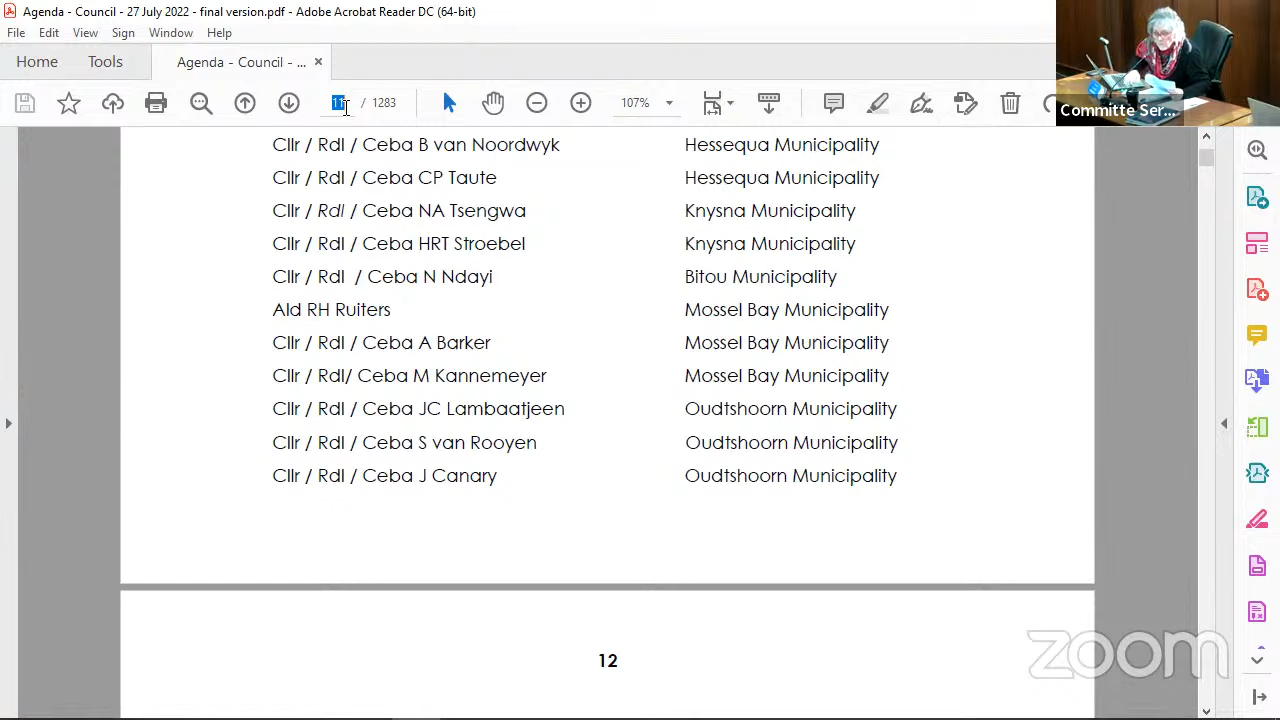 Agenda - Council - 27 July 2022 - final version.pdf - Adobe Acrobat Reader DC (64-bit)
File Edit View Sign Window Help
Home Tools Agenda - Council - ... ×
11 / 1283 107%
Committe Ser...
Cllr / Rdl / Ceba B van Noordwyk Hessequa Municipality
Cllr / Rdl / Ceba CP Taute Hessequa Municipality
Cllr / Rdl / Ceba NA Tsengwa Knysna Municipality
Cllr / Rdl / Ceba HRT Stroebel Knysna Municipality
Cllr / Rdl / Ceba N Ndayi Bitou Municipality
Ald RH Ruiters Mossel Bay Municipality
Cllr / Rdl / Ceba A Barker Mossel Bay Municipality
Cllr / Rdl/ Ceba M Kannemeyer Mossel Bay Municipality
Cllr / Rdl / Ceba JC Lambaatjeen Oudtshoorn Municipality
Cllr / Rdl / Ceba S van Rooyen Oudtshoorn Municipality
Cllr / Rdl / Ceba J Canary Oudtshoorn Municipality
12
zoom